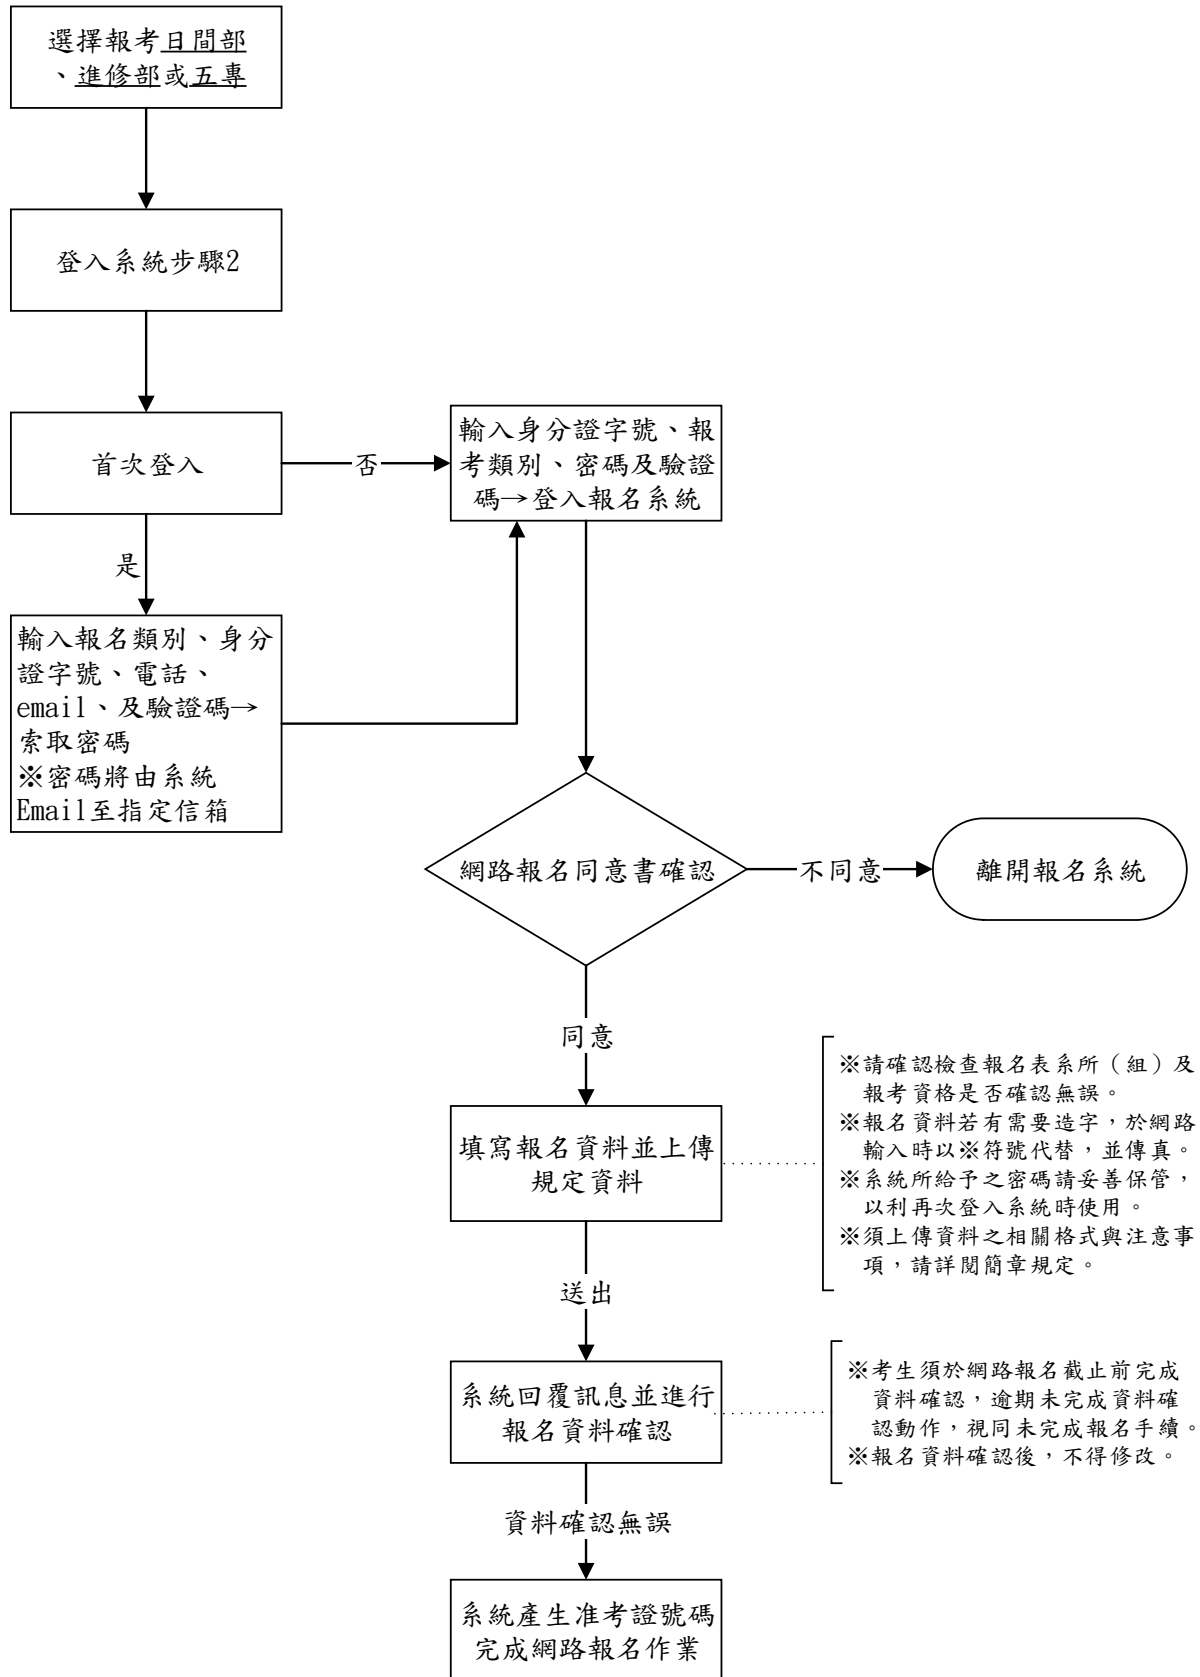 選擇報考日間部
、進修部或五專
登入系統步驟2
首次登入
否
輸入身分證字號、報
考類別、密碼及驗證
碼→登入報名系統
是
輸入報名類別、身分
證字號、電話、
email、及驗證碼→
索取密碼
※密碼將由系統
Email至指定信箱
網路報名同意書確認
不同意
離開報名系統
同意
填寫報名資料並上傳
規定資料
※請確認檢查報名表系所（組）及
報考資格是否確認無誤。
※報名資料若有需要造字，於網路
輸入時以※符號代替，並傳真。
※系統所給予之密碼請妥善保管，
以利再次登入系統時使用。
※須上傳資料之相關格式與注意事
項，請詳閱簡章規定。
送出
系統回覆訊息並進行
報名資料確認
※考生須於網路報名截止前完成
資料確認，逾期未完成資料確
認動作，視同未完成報名手續。
※報名資料確認後，不得修改。
資料確認無誤
系統產生准考證號碼
完成網路報名作業